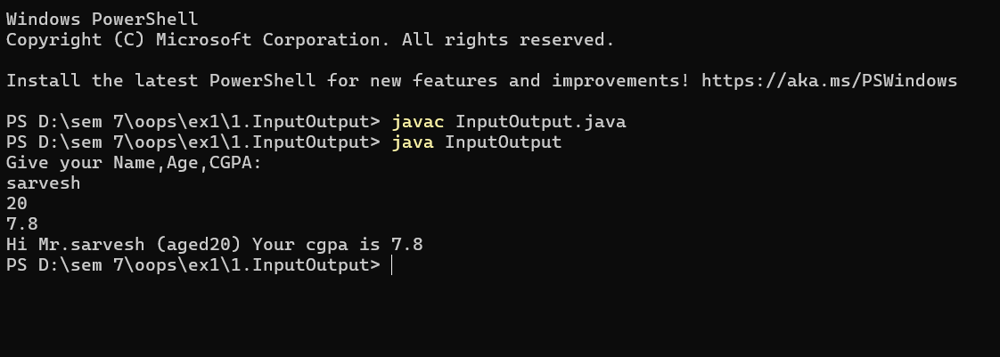 Windows PowerShell
Copyright (C) Microsoft Corporation. All rights reserved.
Install the latest PowerShell for new features and improvements! https://aka.ms/PSWindows
PS D:\sem 7\oops\ex1\1.InputOutput> javac InputOutput.java
PS D:\sem 7\oops\ex1\1.InputOutput> java InputOutput
Give your Name,Age,CGPA:
sarvesh
20
7.8
Hi Mr.sarvesh (aged20) Your cgpa is 7.8
PS D:\sem 7\oops\ex1\1.InputOutput>